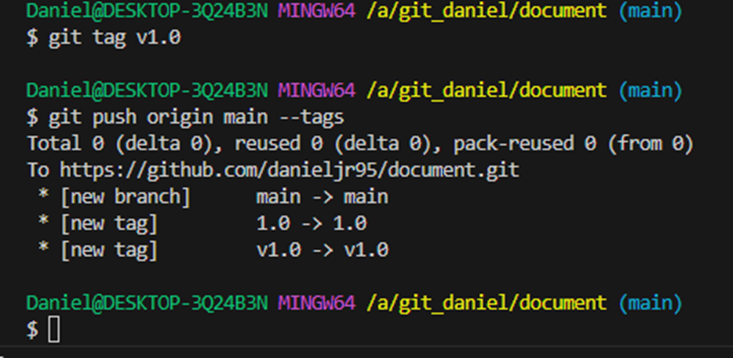 Daniel@DESKTOP-3Q24B3N MINGW64 /a/git_daniel/document (main)
$ git tag v1.0
Daniel@DESKTOP-3Q24B3N MINGW64 /a/git_daniel/document (main)
$ git push origin main --tags
Total 0 (delta 0), reused 0 (delta 0), pack-reused 0 (from 0)
To https://github.com/danieljr95/document.git
 * [new branch]      main -> main
 * [new tag]         1.0 -> 1.0
 * [new tag]         v1.0 -> v1.0
Daniel@DESKTOP-3Q24B3N MINGW64 /a/git_daniel/document (main)
$